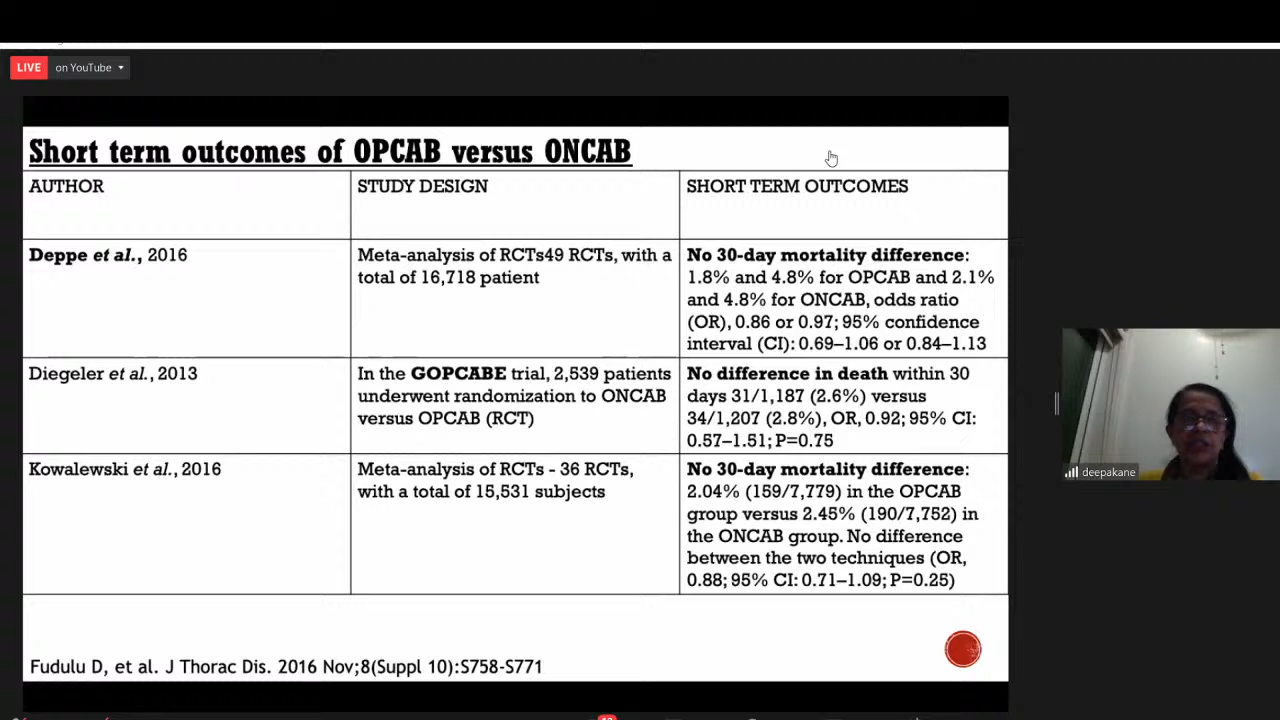 LIVE on YouTube
Short term outcomes of OPCAB versus ONCAB
AUTHOR
STUDY DESIGN
SHORT TERM OUTCOMES
Deppe et al., 2016
Meta-analysis of RCTs49 RCTs, with a
total of 16,718 patient
No 30-day mortality difference:
1.8% and 4.8% for OPCAB and 2.1%
and 4.8% for ONCAB, odds ratio
(OR), 0.86 or 0.97; 95% confidence
interval (CI): 0.69–1.06 or 0.84–1.13
Diegeler et al., 2013
In the GOPCABE trial, 2,539 patients
underwent randomization to ONCAB
versus OPCAB (RCT)
No difference in death within 30
days 31/1,187 (2.6%) versus
34/1,207 (2.8%), OR, 0.92; 95% CI:
0.57–1.51; P=0.75
Kowalewski et al., 2016
Meta-analysis of RCTs - 36 RCTs,
with a total of 15,531 subjects
No 30-day mortality difference:
2.04% (159/7,779) in the OPCAB
group versus 2.45% (190/7,752) in
the ONCAB group. No difference
between the two techniques (OR,
0.88; 95% CI: 0.71–1.09; P=0.25)
Fudulu D, et al. J Thorac Dis. 2016 Nov;8(Suppl 10):S758-S771
deepakane